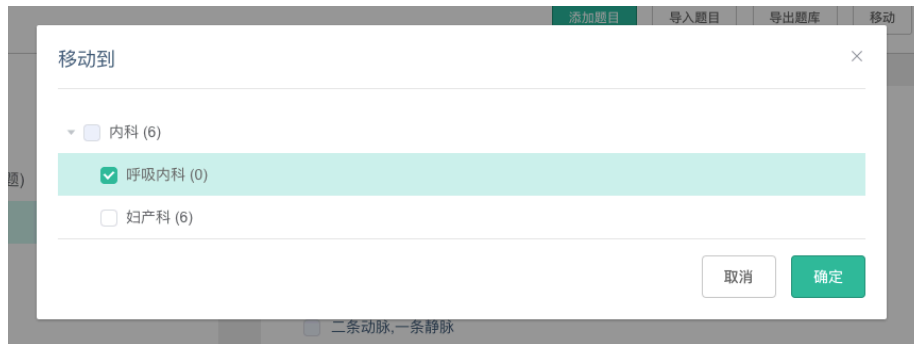 添加题目 导入题目 导出题库 移动
移动到
内科 (6)
题)
呼吸内科 (0)
妇产科 (6)
取消 确定
二条动脉,一条静脉